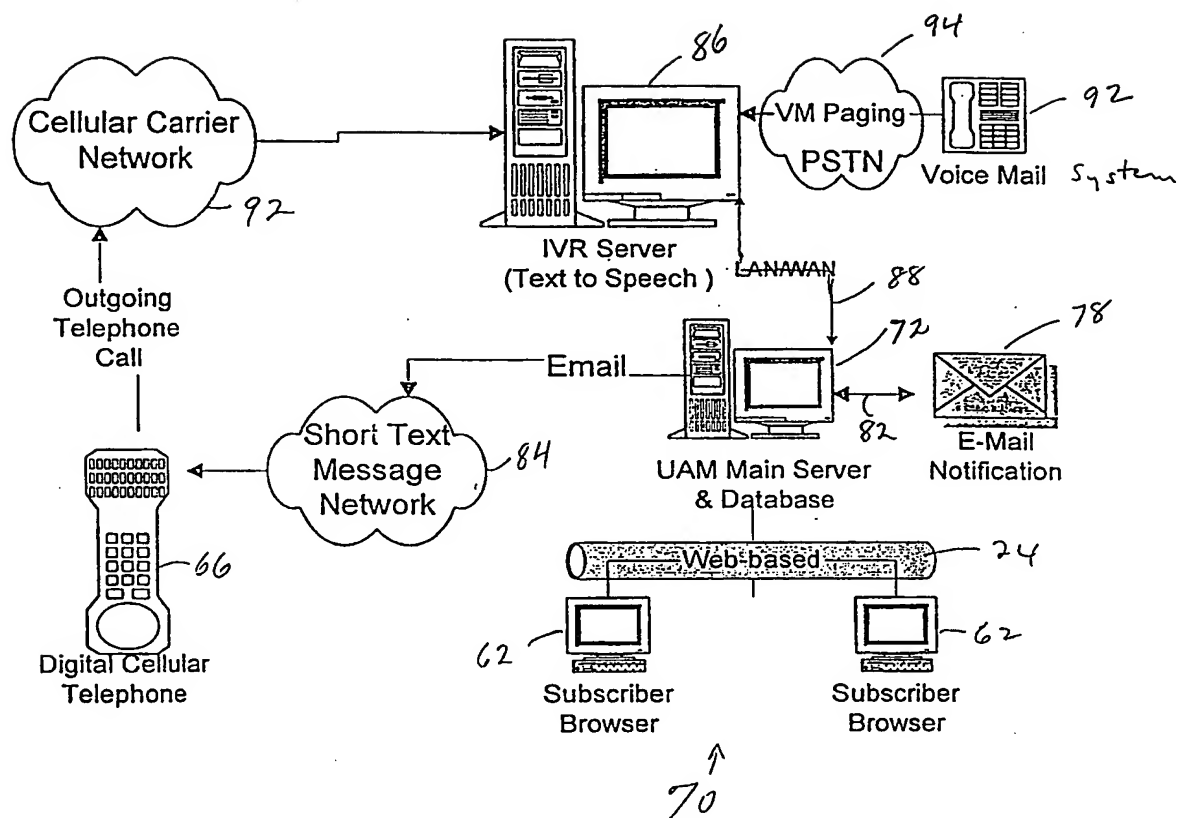 94
86
Cellular Carrier
Network
92
VM Paging
PSTN
92
Voice Mail System
IVR Server
(Text to Speech )
LANAWAN
88
Outgoing
Telephone
Call
72
78
Email
82
E-Mail
Notification
Short Text
Message
Network
84
UAM Main Server
& Database
66
Web-based
24
Digital Cellular
Telephone
62
62
Subscriber
Browser
Subscriber
Browser
70